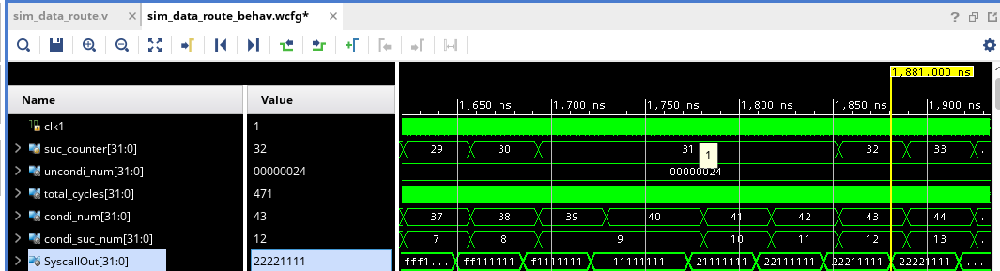 sim_data_route.v × sim_data_route_behav.wcfg* ×
?
1,881.000 ns
Name Value
1,650 ns 1,700 ns 1,750 ns 1,800 ns 1,850 ns 1,900 ns
clk1 1
suc_counter[31:0] 32 29 30 31 32 33 .
1
uncondi_num[31:0] 00000024 00000024
total_cycles[31:0] 471
condi_num[31:0] 43 37 38 39 40 41 42 43 44 .
condi_suc_num[31:0] 12 7 8 9 10 11 12 13 .
SyscallOut[31:0] 22221111 fff1... ff111111 f1111111 11111111 21111111 22111111 22211111 22221111 ...